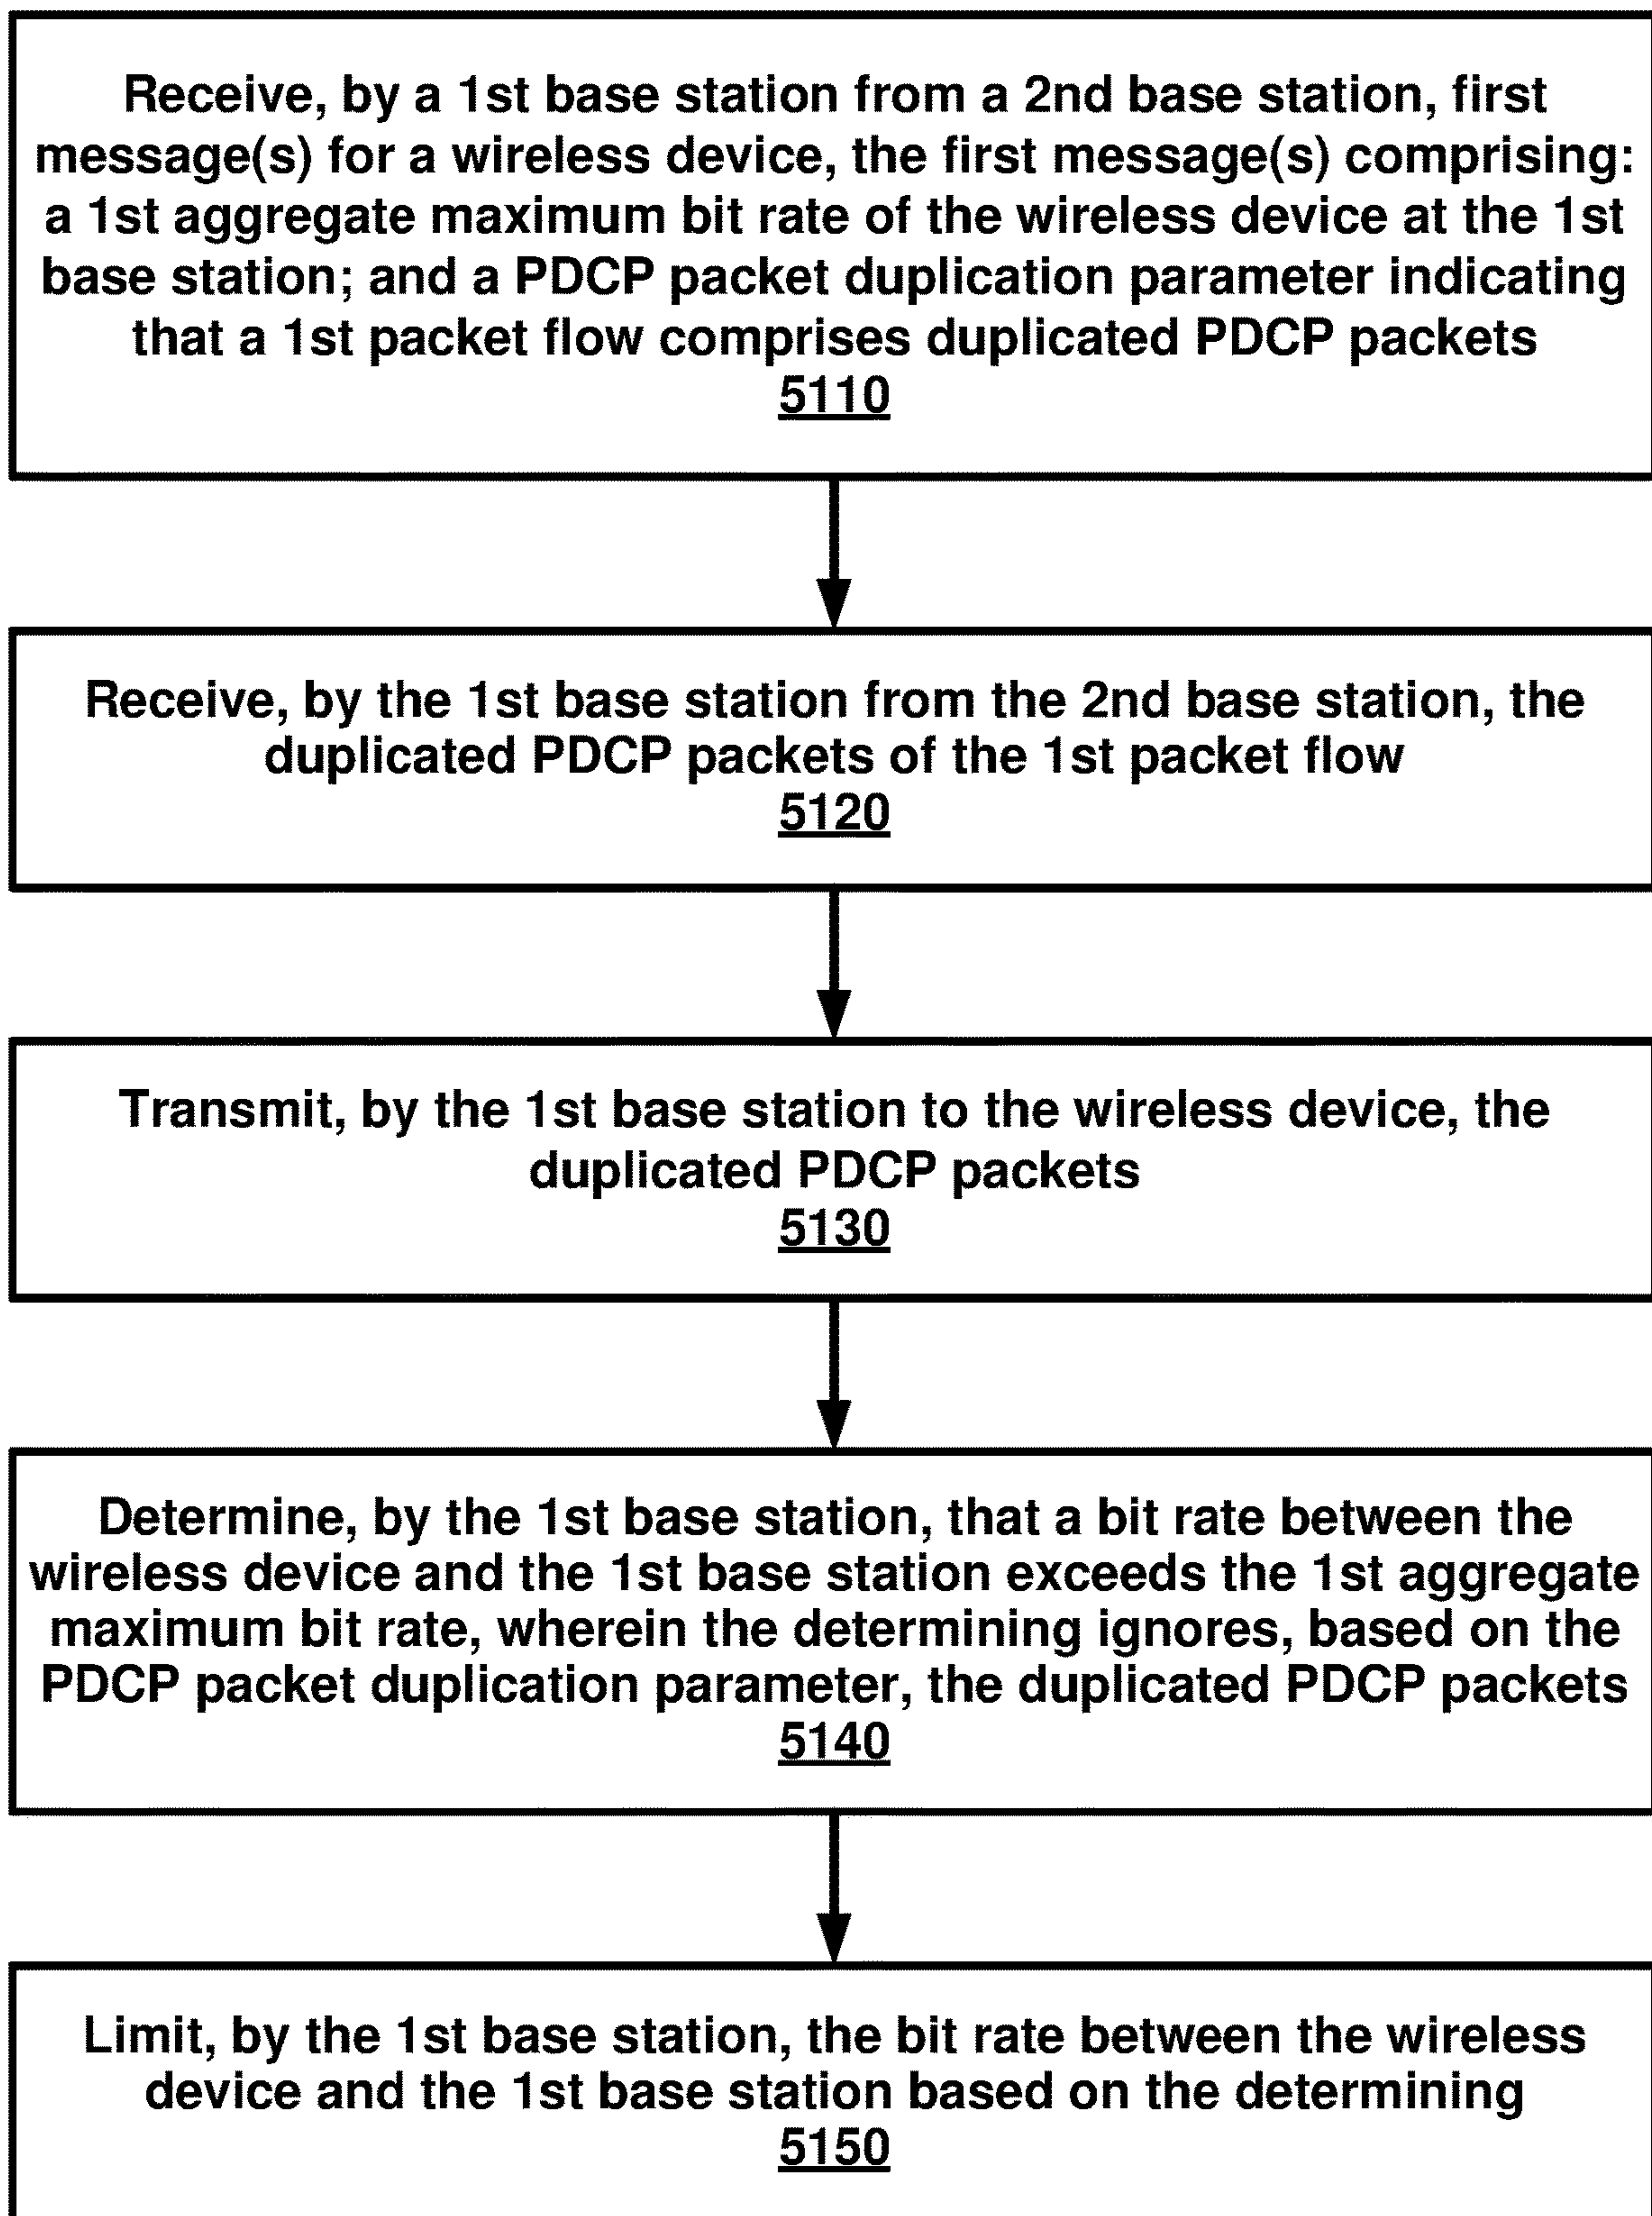 Receive, by a 1st base station from a 2nd base station, first
message(s) for a wireless device, the first message(s) comprising:
a 1st aggregate maximum bit rate of the wireless device at the 1st
base station; and a PDCP packet duplication parameter indicating
that a 1st packet flow comprises duplicated PDCP packets
5110
Receive, by the 1st base station from the 2nd base station, the
duplicated PDCP packets of the 1st packet flow
5120
Transmit, by the 1st base station to the wireless device, the
duplicated PDCP packets
5130
Determine, by the 1st base station, that a bit rate between the
wireless device and the 1st base station exceeds the 1st aggregate
maximum bit rate, wherein the determining ignores, based on the
PDCP packet duplication parameter, the duplicated PDCP packets
5140
Limit, by the 1st base station, the bit rate between the wireless
device and the 1st base station based on the determining
5150